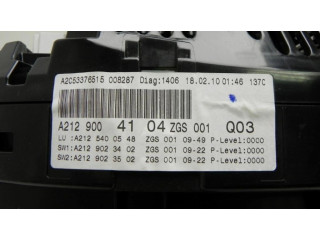 A2C53376515 008287 Diag:1406 18.02.10 01:46 137C
A212 900 41 04 ZGS 001 Q03
LU :A212 540 05 48 ZGS 001 09-49 P-Level:0000
SW1:A212 902 34 02 ZGS 001 09-22 P-Level:0000
SW2:A212 902 35 02 ZGS 001 09-22 P-Level:0000